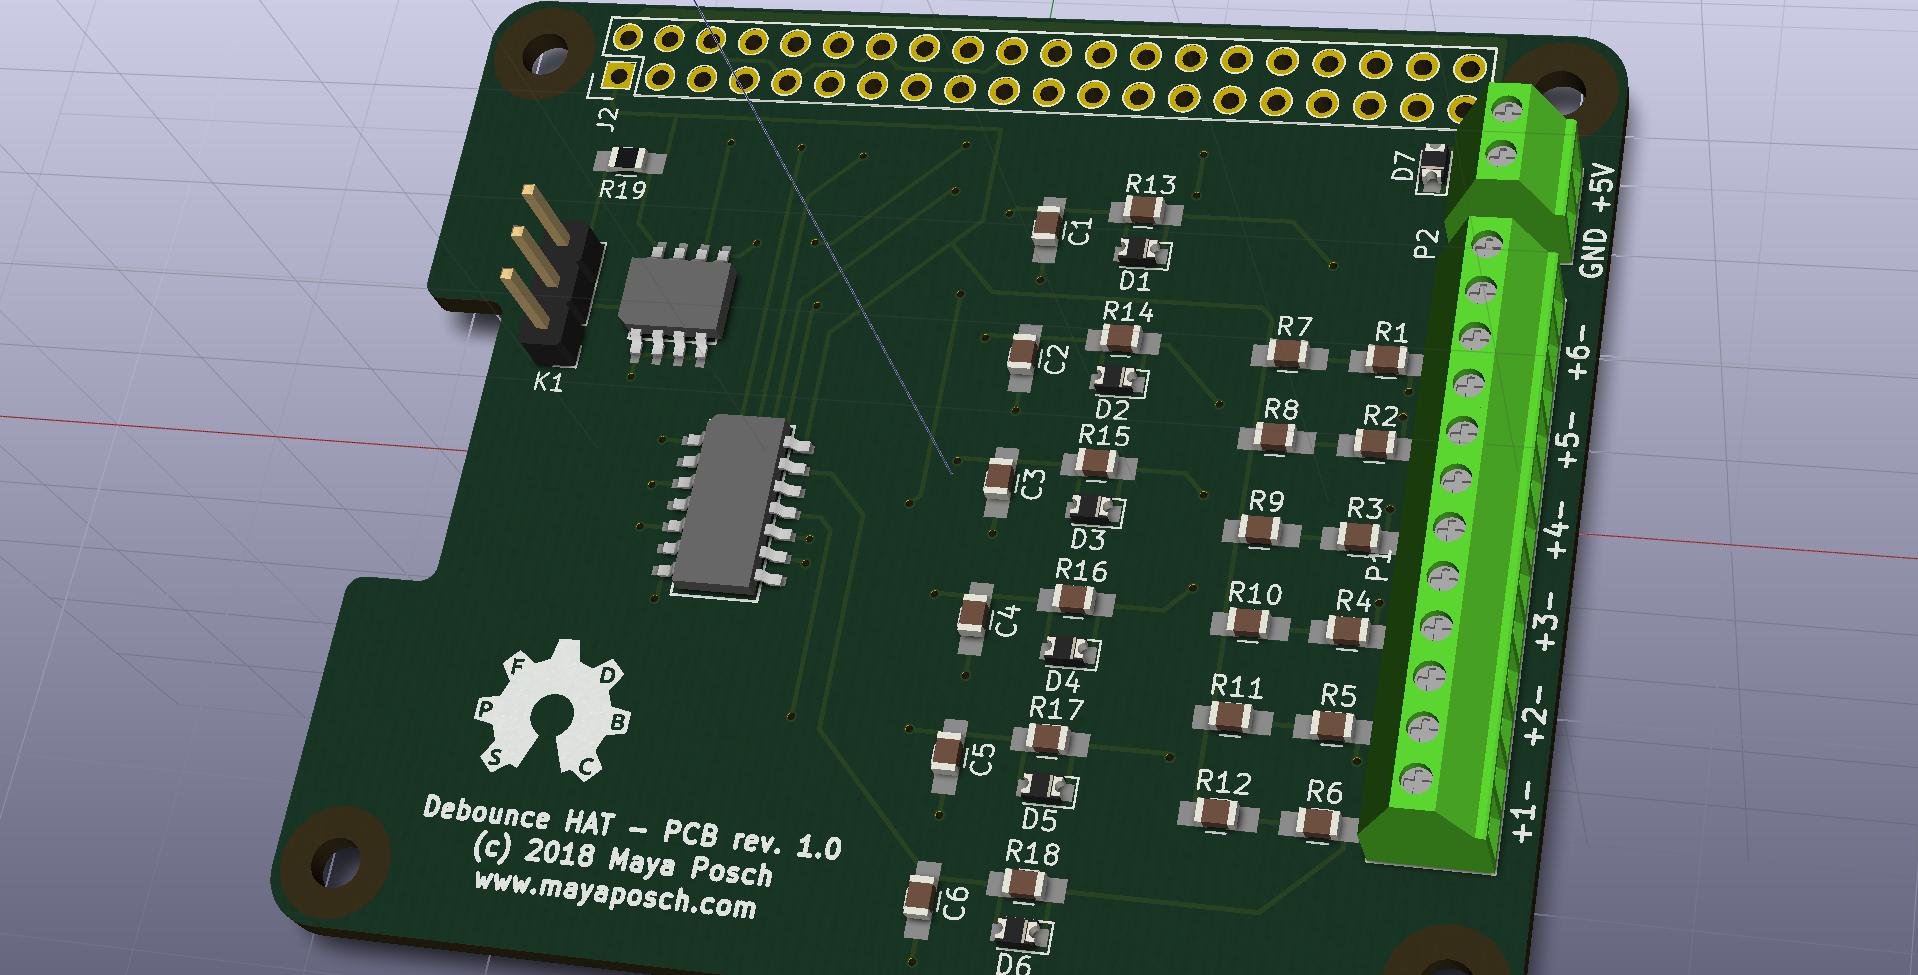 J2
R19
K1
C1
R13
D1
C2
R14
D2
C3
R15
D3
C4
R16
D4
C5
R17
D5
C6
R18
D6
R7
R1
R8
R2
R9
R3
R10
R4
R11
R5
R12
R6
P1
P2
D7
GND +5V
+6-
+5-
+4-
+3-
+2-
+1-
S P F D B C
Debounce HAT – PCB rev. 1.0
(c) 2018 Maya Posch
www.mayaposch.com